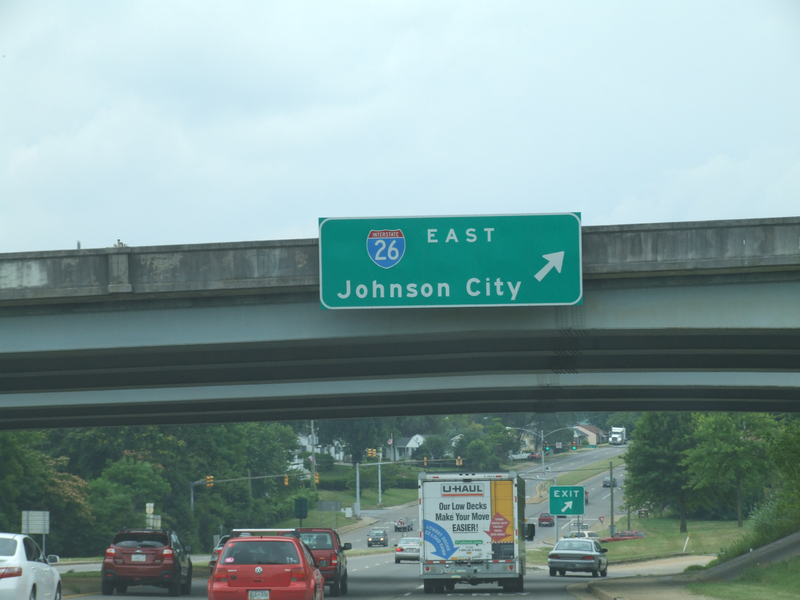 INTERSTATE
26
EAST
Johnson City
EXIT
U-HAUL
Our Low Decks
Make Your Move
EASIER!